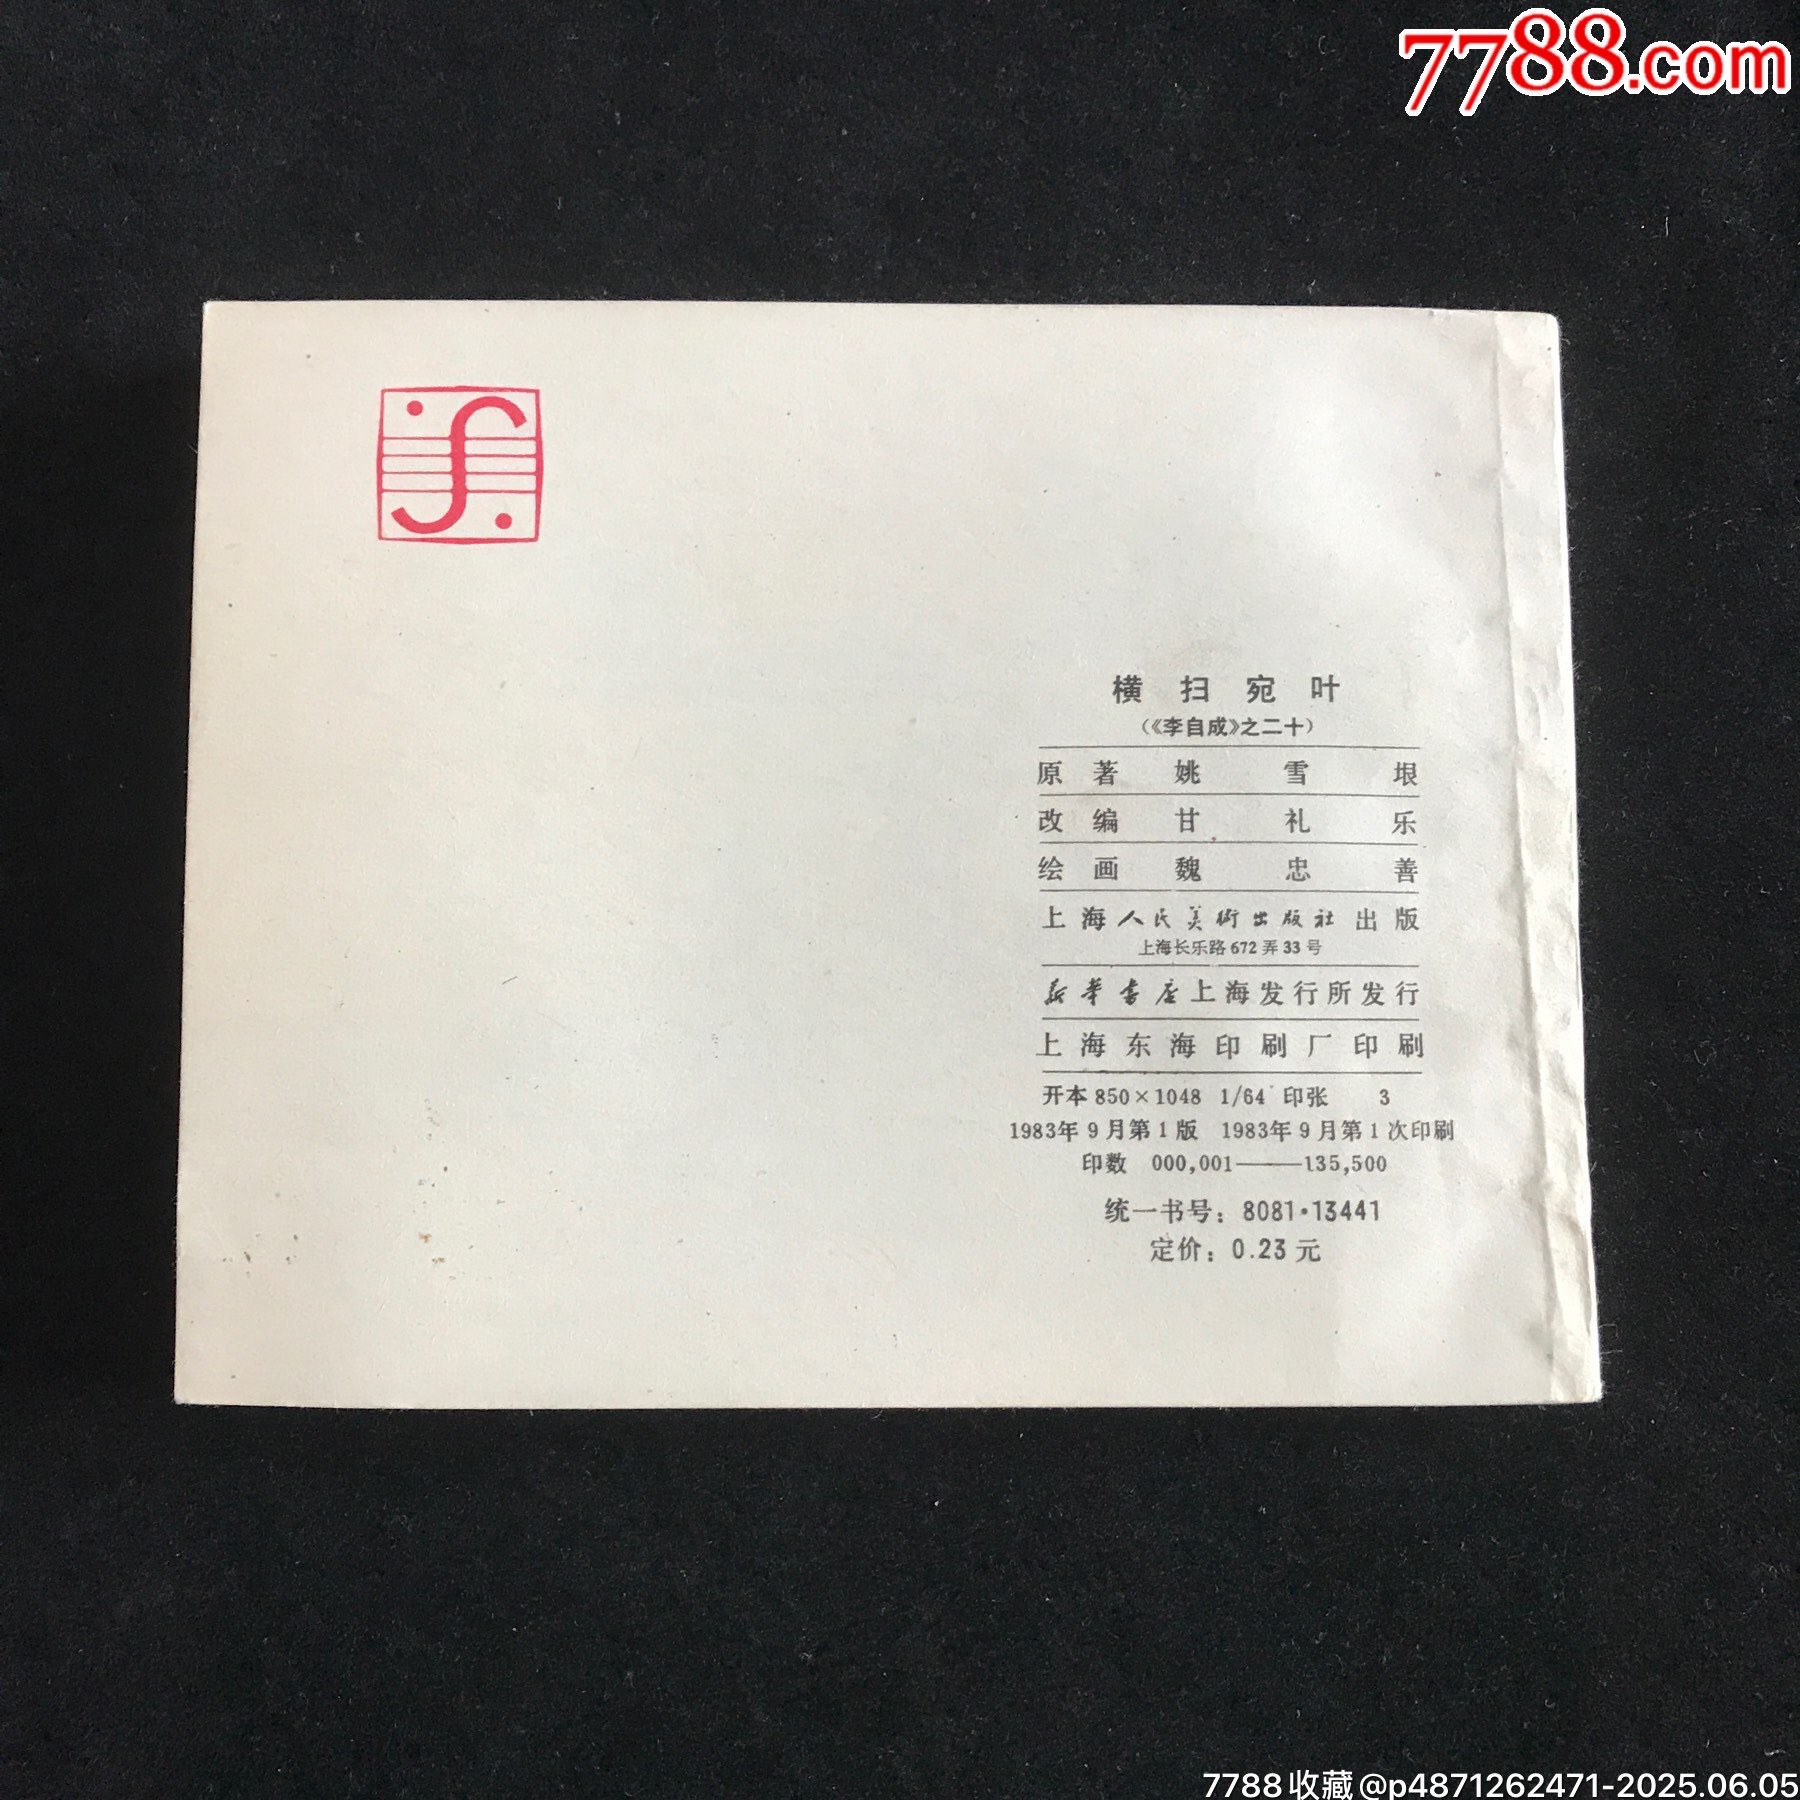 7788.com
横扫宛叶
(《李自成》之二十)
原著 姚雪垠
改编 甘礼乐
绘画 魏忠善
上海人民美術出版社出版
上海长乐路672弄33号
新华书店上海发行所发行
上海东海印刷厂印刷
开本850×1048 1/64 印张 3
1983年9月第1版 1983年9月第1次印刷
印数 000,001——135,500
统一书号：8081·13441
定价：0.23元
7788收藏@p4871262471-2025.06.05